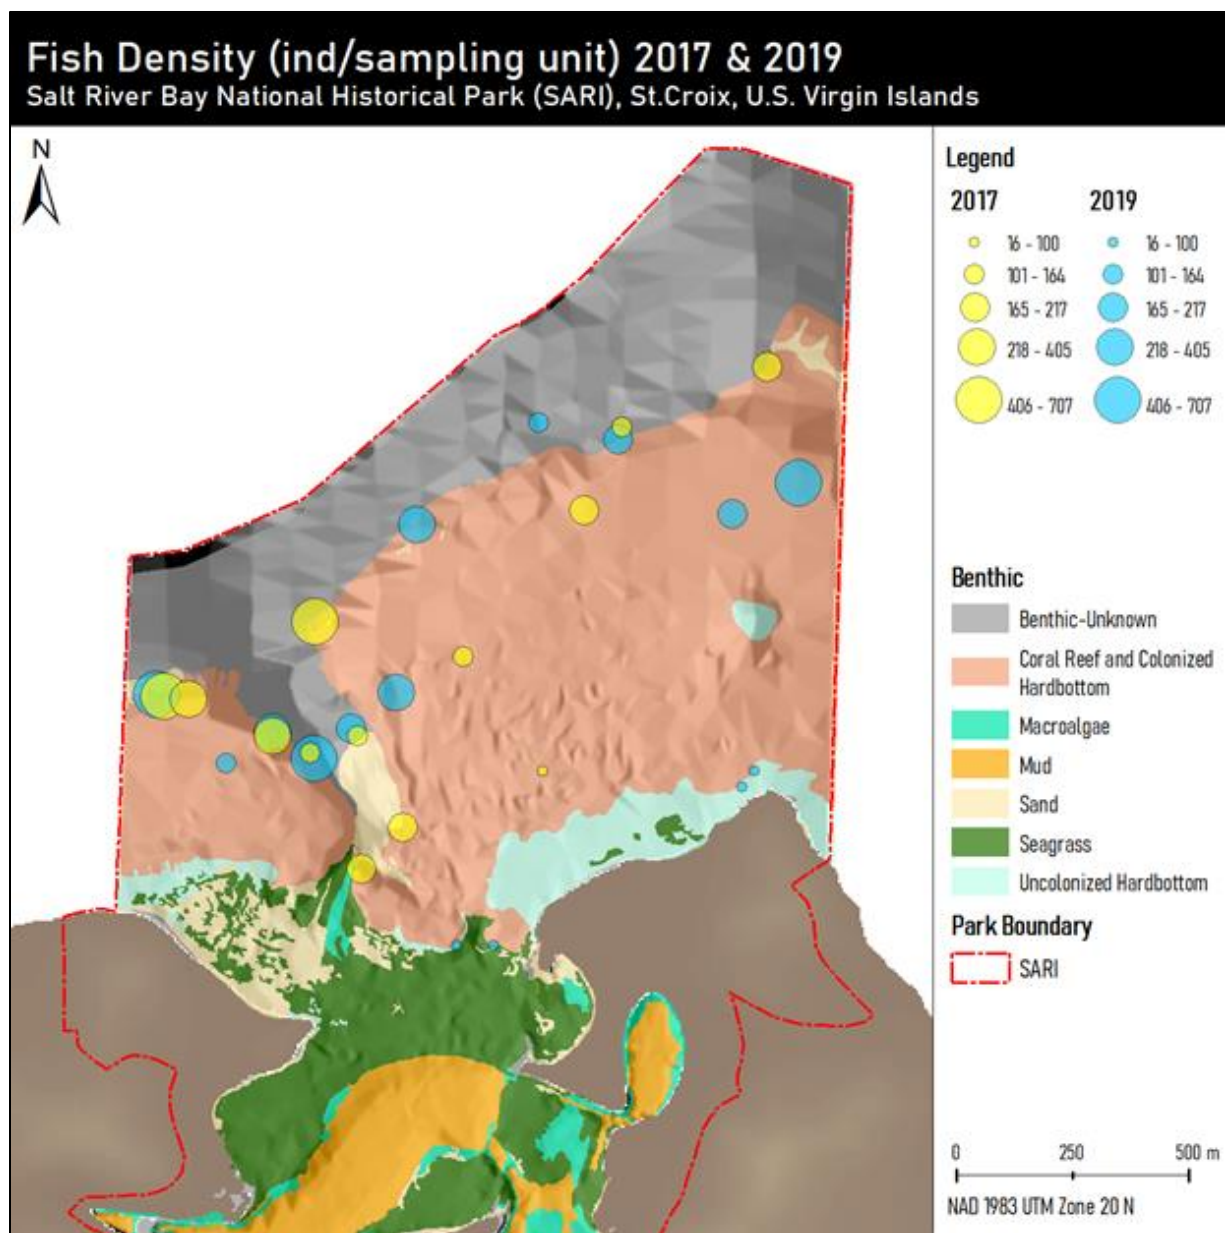 Fish Density (ind/sampling unit) 2017 & 2019
Salt River Bay National Historical Park (SARI), St.Croix, U.S. Virgin Islands
N
Legend
2017 2019
16 - 100 16 - 100
101 - 164 101 - 164
165 - 217 165 - 217
218 - 405 218 - 405
406 - 707 406 - 707
Benthic
Benthic-Unknown
Coral Reef and Colonized
Hardbottom
Macroalgae
Mud
Sand
Seagrass
Uncolonized Hardbottom
Park Boundary
SARI
0 250 500 m
NAD 1983 UTM Zone 20 N